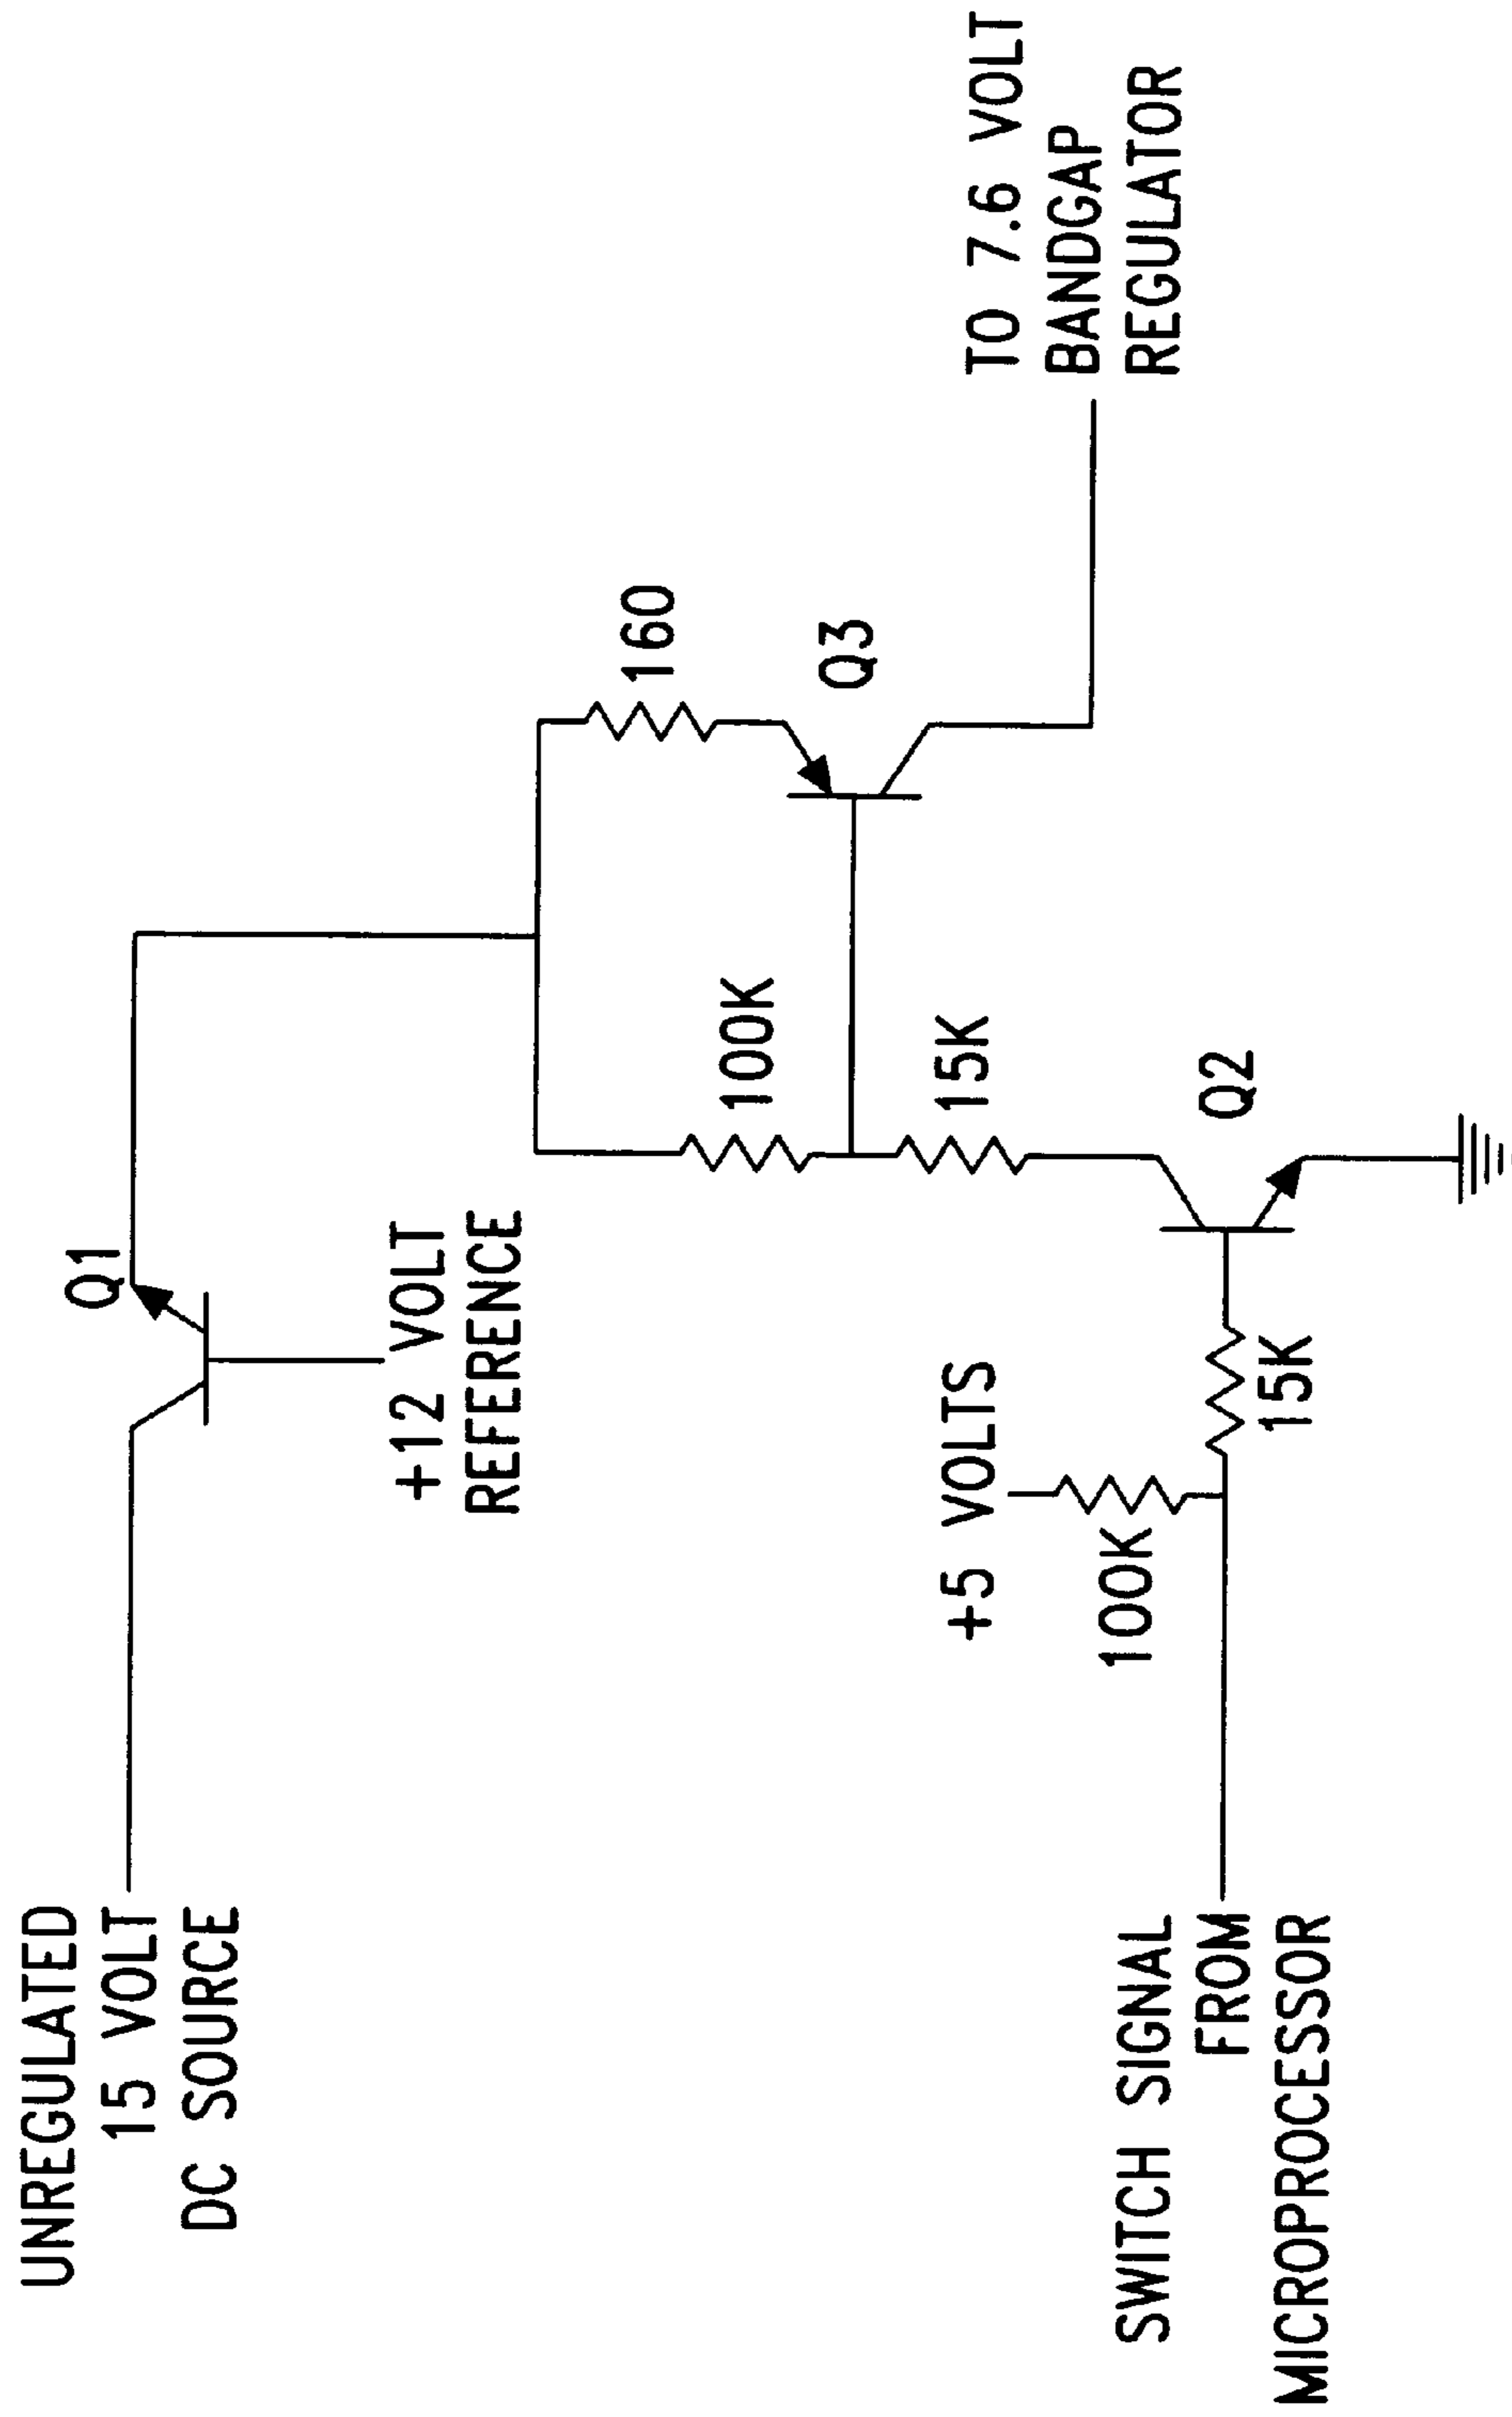 UNREGULATED
15 VOLT
DC SOURCE
Q1
+12 VOLT
REFERENCE
160
100K
Q3
15K
TO 7.6 VOLT
BANDGAP
REGULATOR
+5 VOLTS
100K
SWITCH SIGNAL
FROM
MICROPROCESSOR
15K
Q2